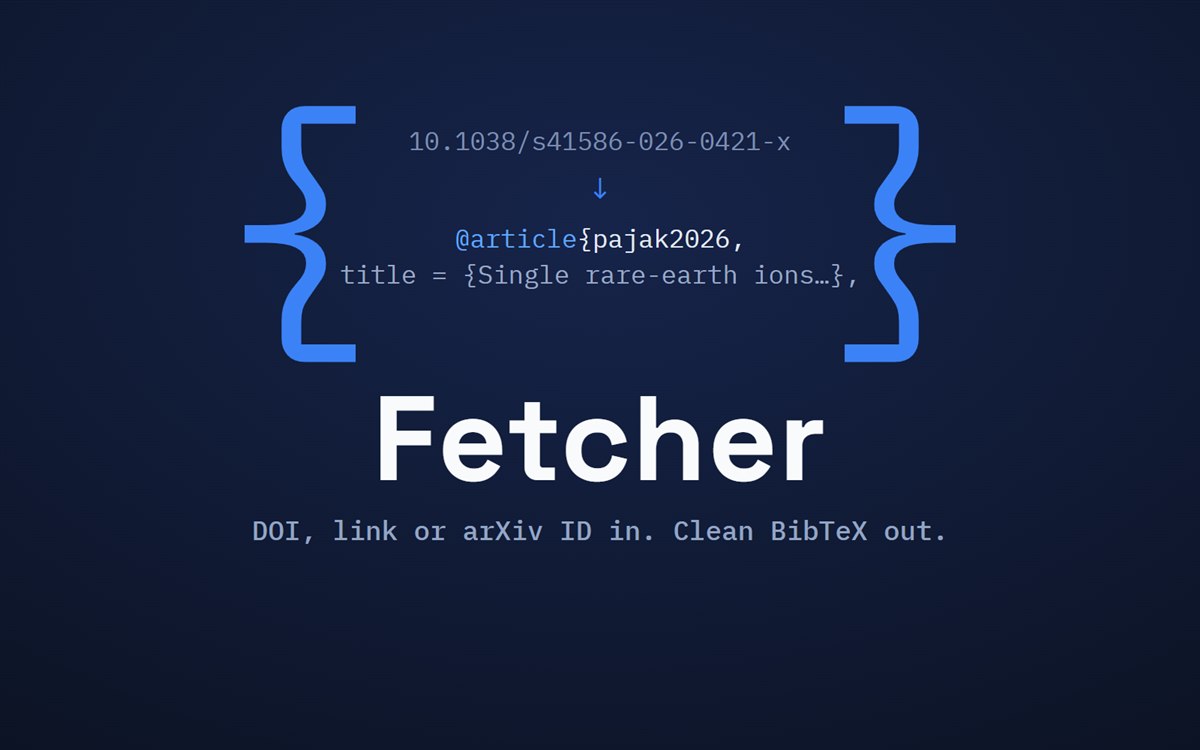 { }
10.1038/s41586-026-0421-x
↓
@article{pajak2026,
title = {Single rare-earth ions…},
Fetcher
DOI, link or arXiv ID in. Clean BibTeX out.